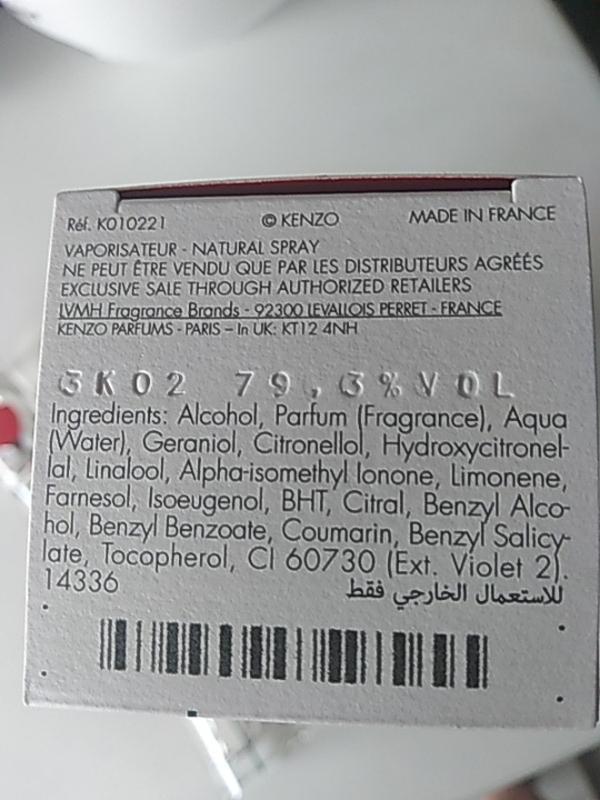 Réf. K010221 © KENZO MADE IN FRANCE
VAPORISATEUR - NATURAL SPRAY
NE PEUT ÊTRE VENDU QUE PAR LES DISTRIBUTEURS AGRÉÉS
EXCLUSIVE SALE THROUGH AUTHORIZED RETAILERS
LVMH Fragrance Brands - 92300 LEVALLOIS PERRET - FRANCE
KENZO PARFUMS - PARIS – In UK: KT12 4NH
3K02 79,3%VOL
Ingredients: Alcohol, Parfum (Fragrance), Aqua
(Water), Geraniol, Citronellol, Hydroxycitronel-
lal, Linalool, Alpha-isomethyl Ionone, Limonene,
Farnesol, Isoeugenol, BHT, Citral, Benzyl Alco-
hol, Benzyl Benzoate, Coumarin, Benzyl Salicy-
late, Tocopherol, CI 60730 (Ext. Violet 2).
14336 للاستعمال الخارجي فقط